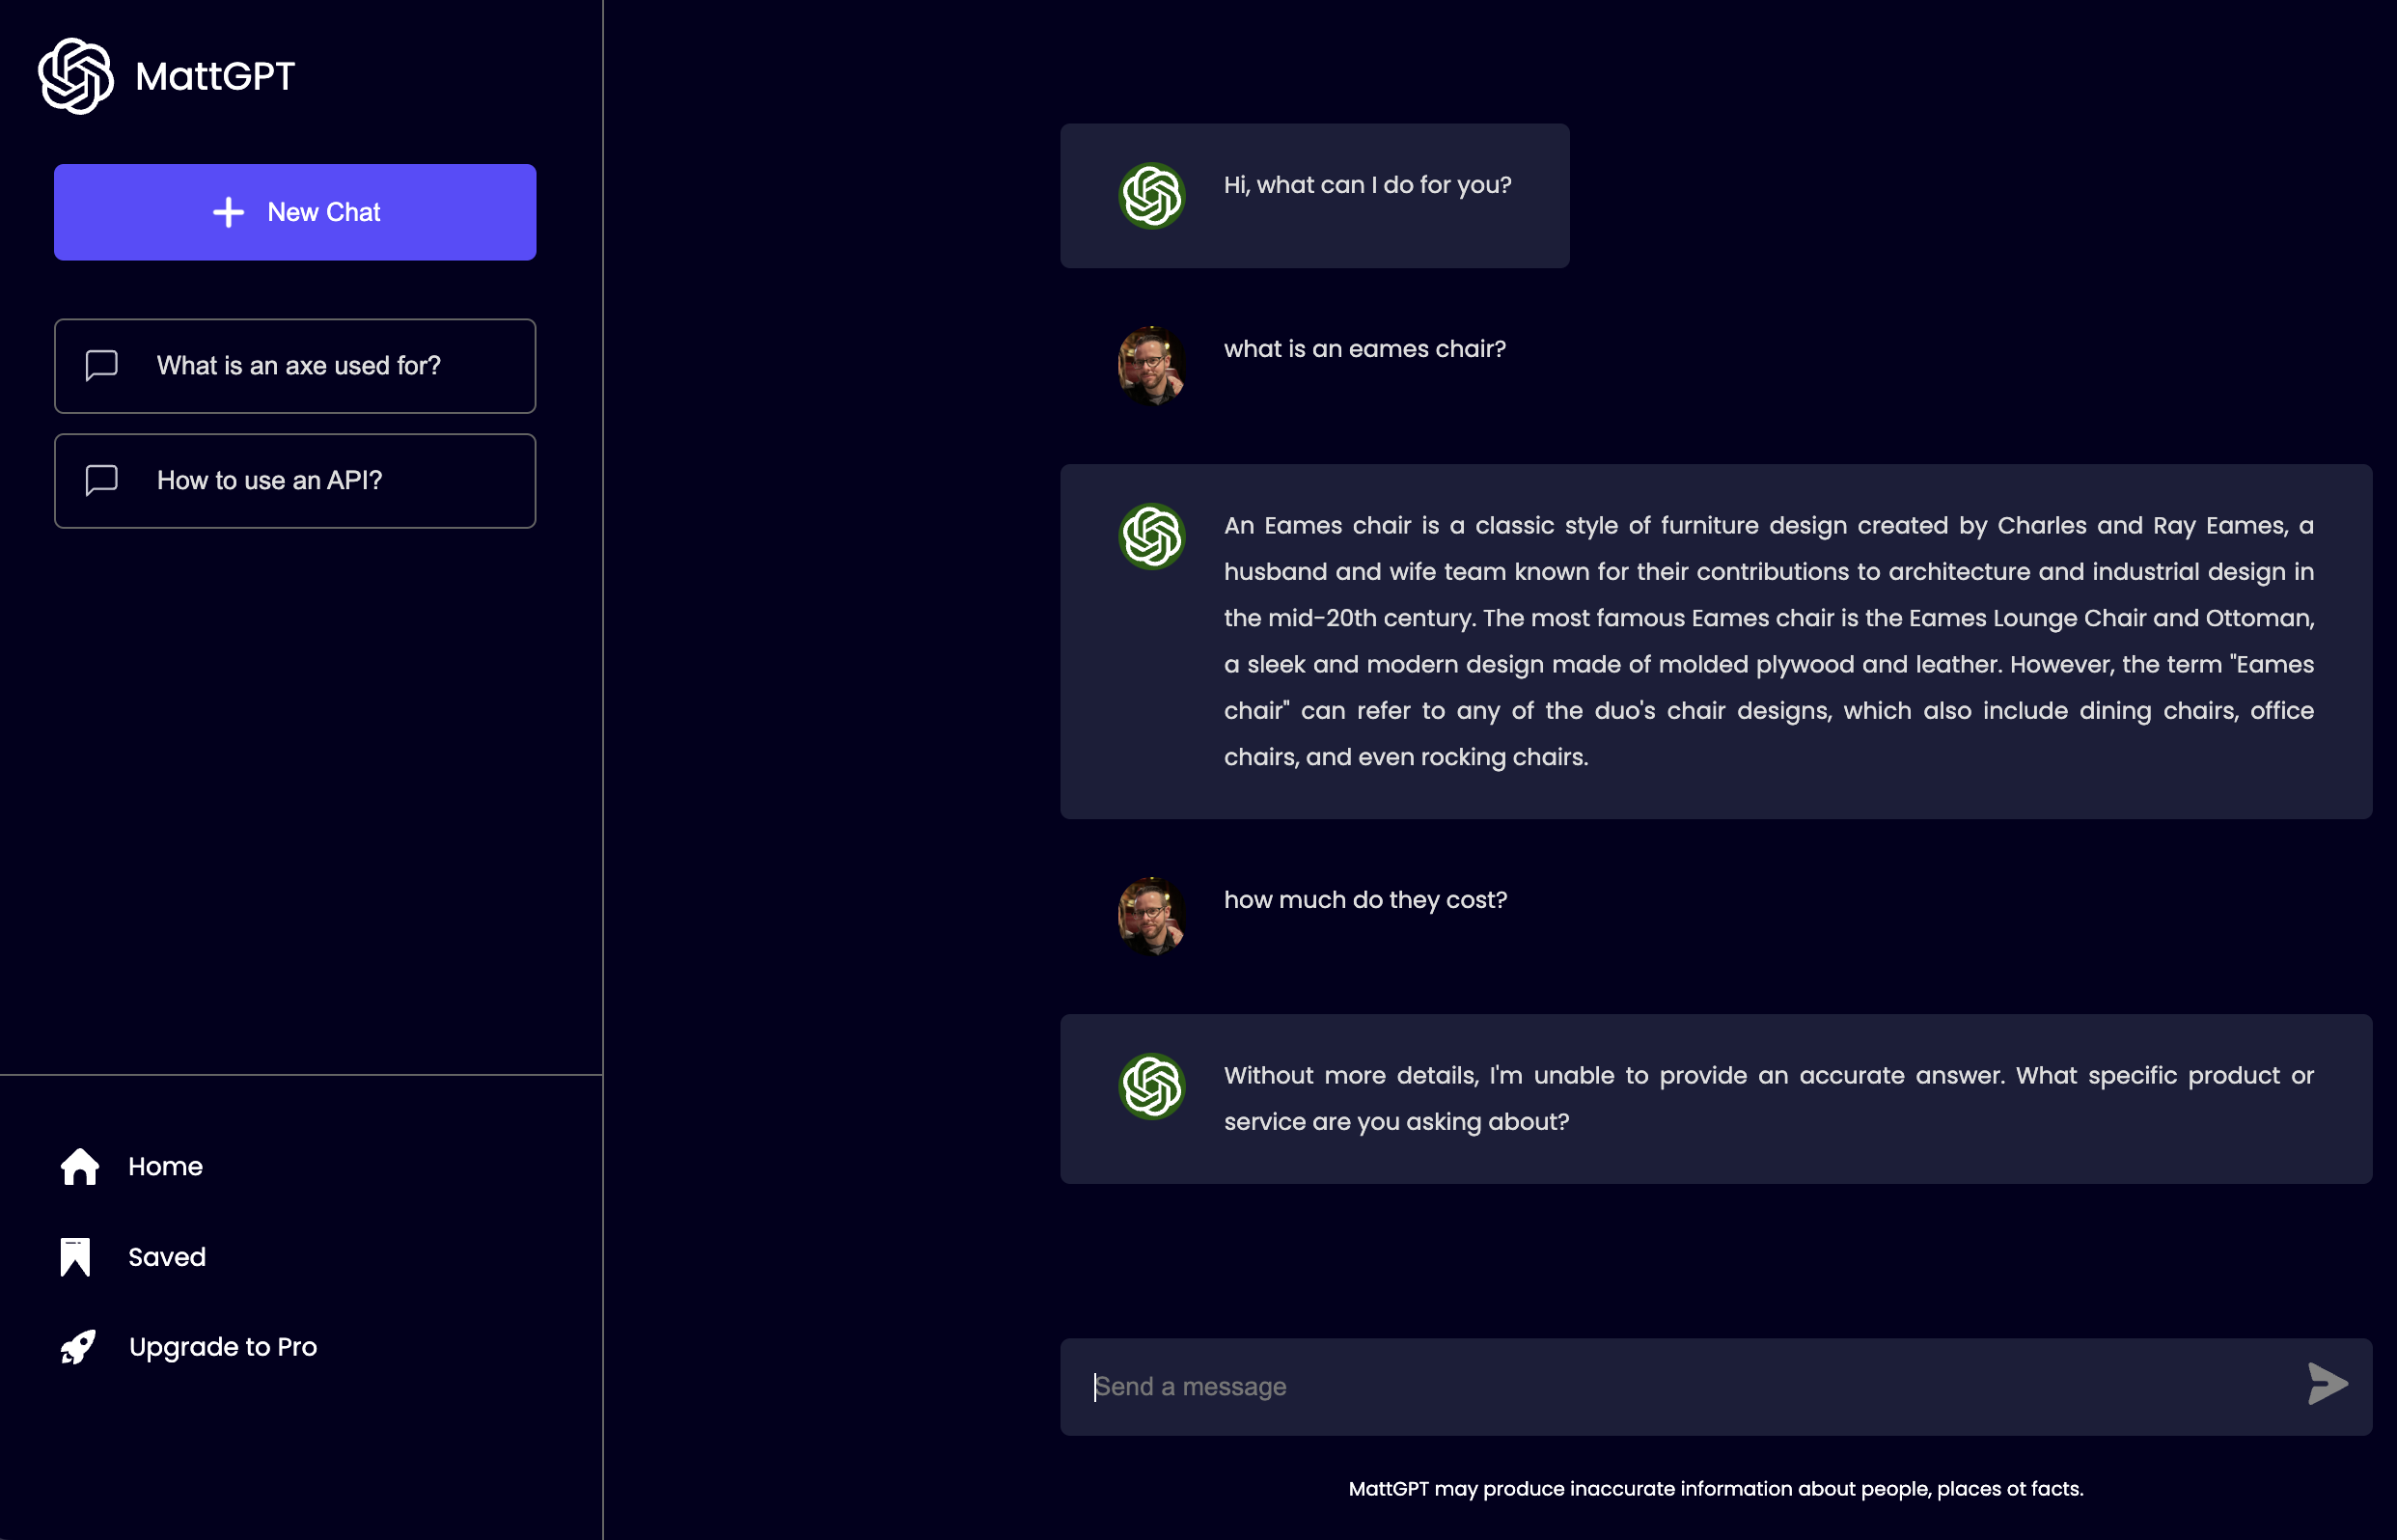 MattGPT
New Chat
What is an axe used for?
How to use an API?
Home
Saved
Upgrade to Pro
Hi, what can I do for you?
what is an eames chair?
An Eames chair is a classic style of furniture design created by Charles and Ray Eames, a
husband and wife team known for their contributions to architecture and industrial design in
the mid-20th century. The most famous Eames chair is the Eames Lounge Chair and Ottoman,
a sleek and modern design made of molded plywood and leather. However, the term "Eames
chair" can refer to any of the duo's chair designs, which also include dining chairs, office
chairs, and even rocking chairs.
how much do they cost?
Without more details, I'm unable to provide an accurate answer. What specific product or
service are you asking about?
Send a message
MattGPT may produce inaccurate information about people, places ot facts.